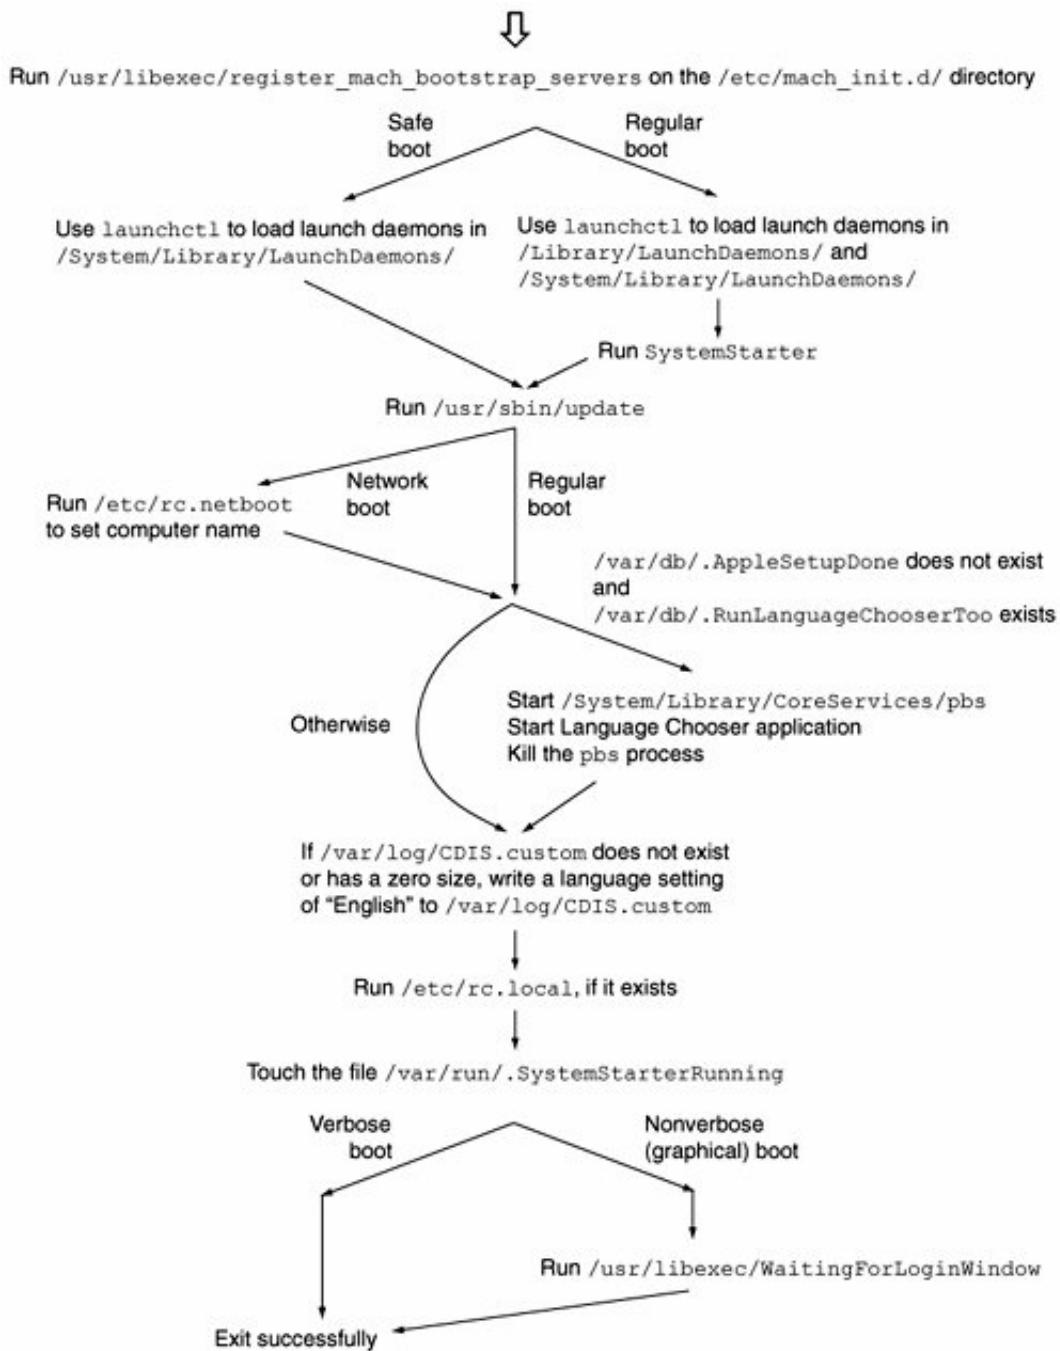 Run /usr/libexec/register_mach_bootstrap_servers on the /etc/mach_init.d/ directory
Safe
boot
Regular
boot
Use launchctl to load launch daemons in
/System/Library/LaunchDaemons/
Use launchctl to load launch daemons in
/Library/LaunchDaemons/ and
/System/Library/LaunchDaemons/
Run SystemStarter
Run /usr/sbin/update
Network
boot
Regular
boot
Run /etc/rc.netboot
to set computer name
/var/db/.AppleSetupDone does not exist
and
/var/db/.RunLanguageChooserToo exists
Otherwise
Start /System/Library/CoreServices/pbs
Start Language Chooser application
Kill the pbs process
If /var/log/CDIS.custom does not exist
or has a zero size, write a language setting
of “English” to /var/log/CDIS.custom
Run /etc/rc.local, if it exists
Touch the file /var/run/.SystemStarterRunning
Verbose
boot
Nonverbose
(graphical) boot
Run /usr/libexec/WaitingForLoginWindow
Exit successfully